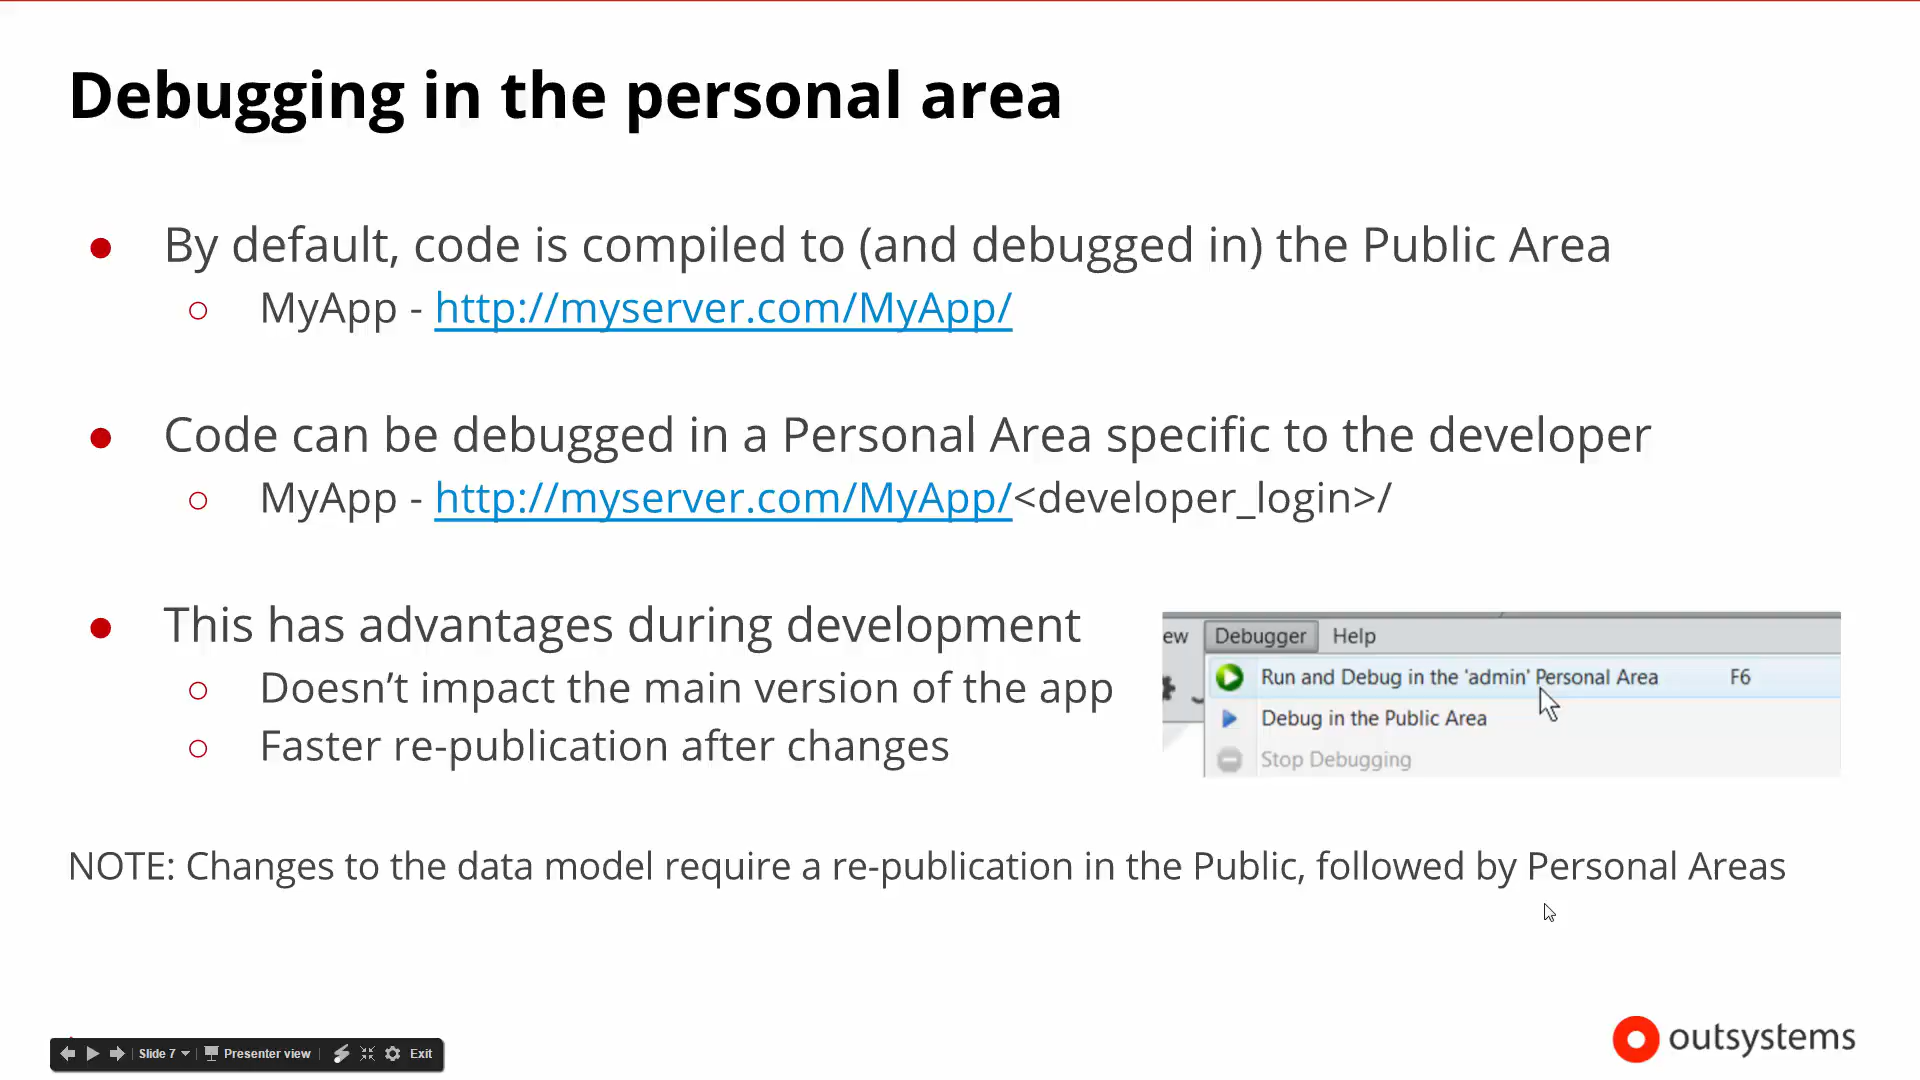 Debugging in the personal area
● By default, code is compiled to (and debugged in) the Public Area
○ MyApp - http://myserver.com/MyApp/
● Code can be debugged in a Personal Area specific to the developer
○ MyApp - http://myserver.com/MyApp/<developer_login>/
● This has advantages during development
○ Doesn't impact the main version of the app
○ Faster re-publication after changes
ew Debugger Help
Run and Debug in the 'admin' Personal Area F6
Debug in the Public Area
Stop Debugging
NOTE: Changes to the data model require a re-publication in the Public, followed by Personal Areas
Slide 7 Presenter view Exit
outsystems